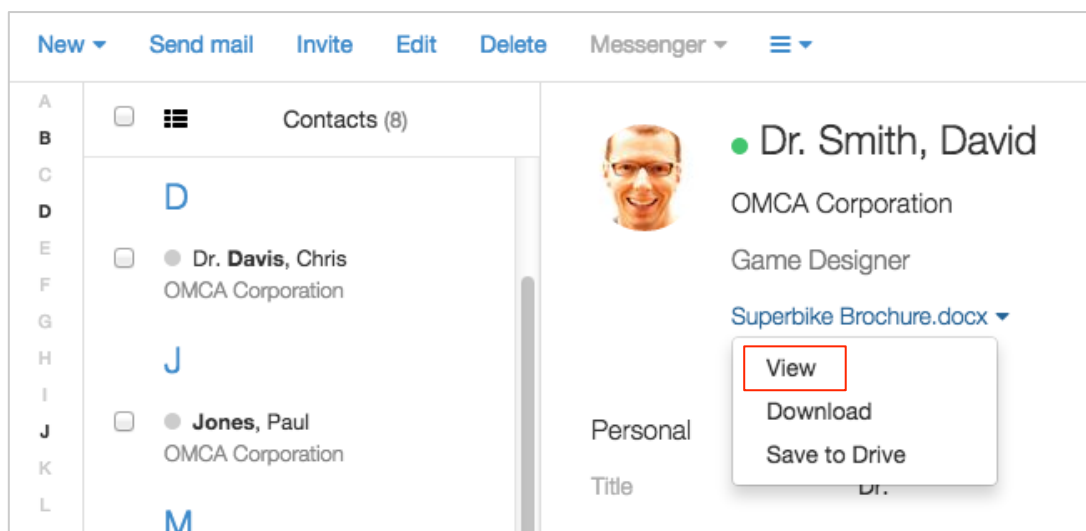 New Send mail Invite Edit Delete Messenger
A
B
C
D
E
F
G
H
I
J
K
L
Contacts (8)
D
Dr. Davis, Chris
OMCA Corporation
J
Jones, Paul
OMCA Corporation
M
Dr. Smith, David
OMCA Corporation
Game Designer
Superbike Brochure.docx
View
Download
Save to Drive
Personal
Title Dr.